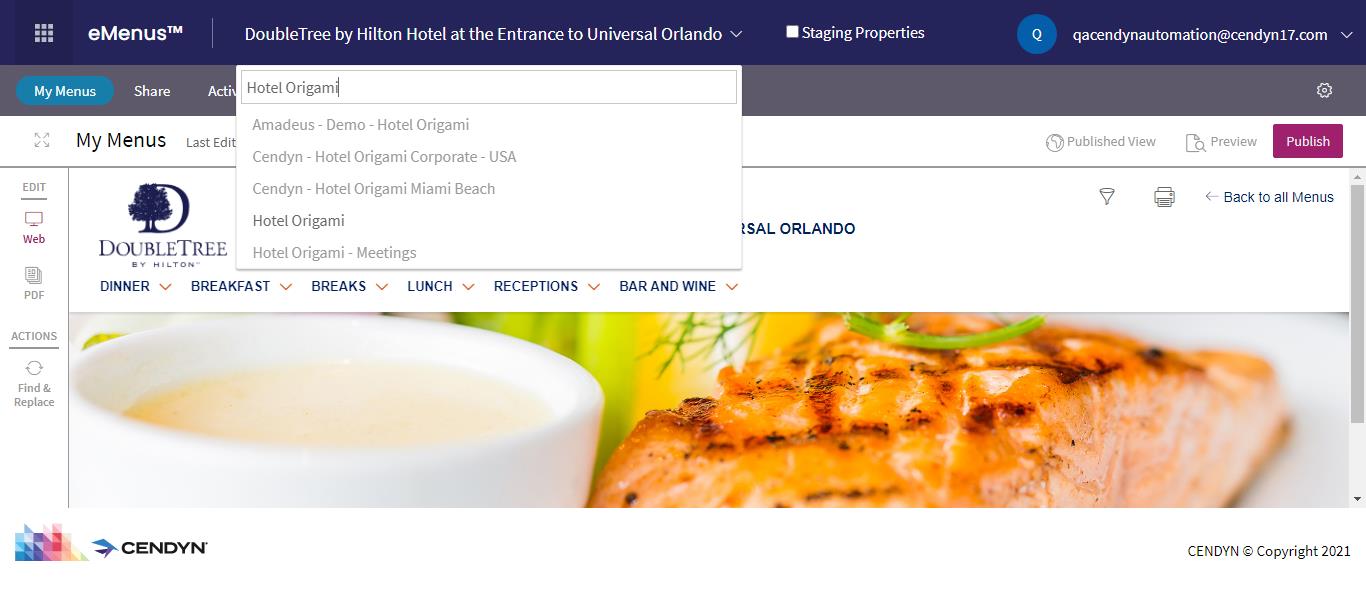 eMenus™
DoubleTree by Hilton Hotel at the Entrance to Universal Orlando
Staging Properties
Q
qacendynautomation@cendyn17.com
My Menus
Share
Activ
Hotel Origami
Amadeus - Demo - Hotel Origami
Cendyn - Hotel Origami Corporate - USA
Cendyn - Hotel Origami Miami Beach
Hotel Origami
Hotel Origami - Meetings
My Menus
Last Edit
Published View
Preview
Publish
EDIT
Web
PDF
ACTIONS
Find &
Replace
D
DOUBLETREE
BY HILTON™
Back to all Menus
RSAL ORLANDO
DINNER
BREAKFAST
BREAKS
LUNCH
RECEPTIONS
BAR AND WINE
CENDYN
CENDYN © Copyright 2021